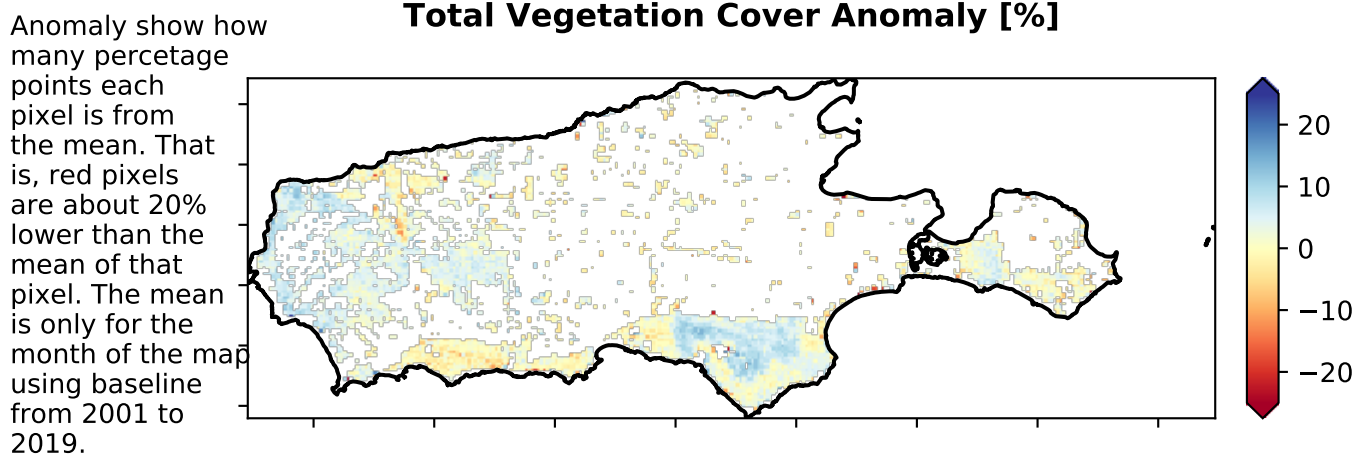 Total Vegetation Cover Anomaly [%]
Anomaly show how
many percetage
points each
pixel is from
the mean. That
is, red pixels
are about 20%
lower than the
mean of that
pixel. The mean
is only for the
month of the map
using baseline
from 2001 to
2019.
20
10
0
−10
−20